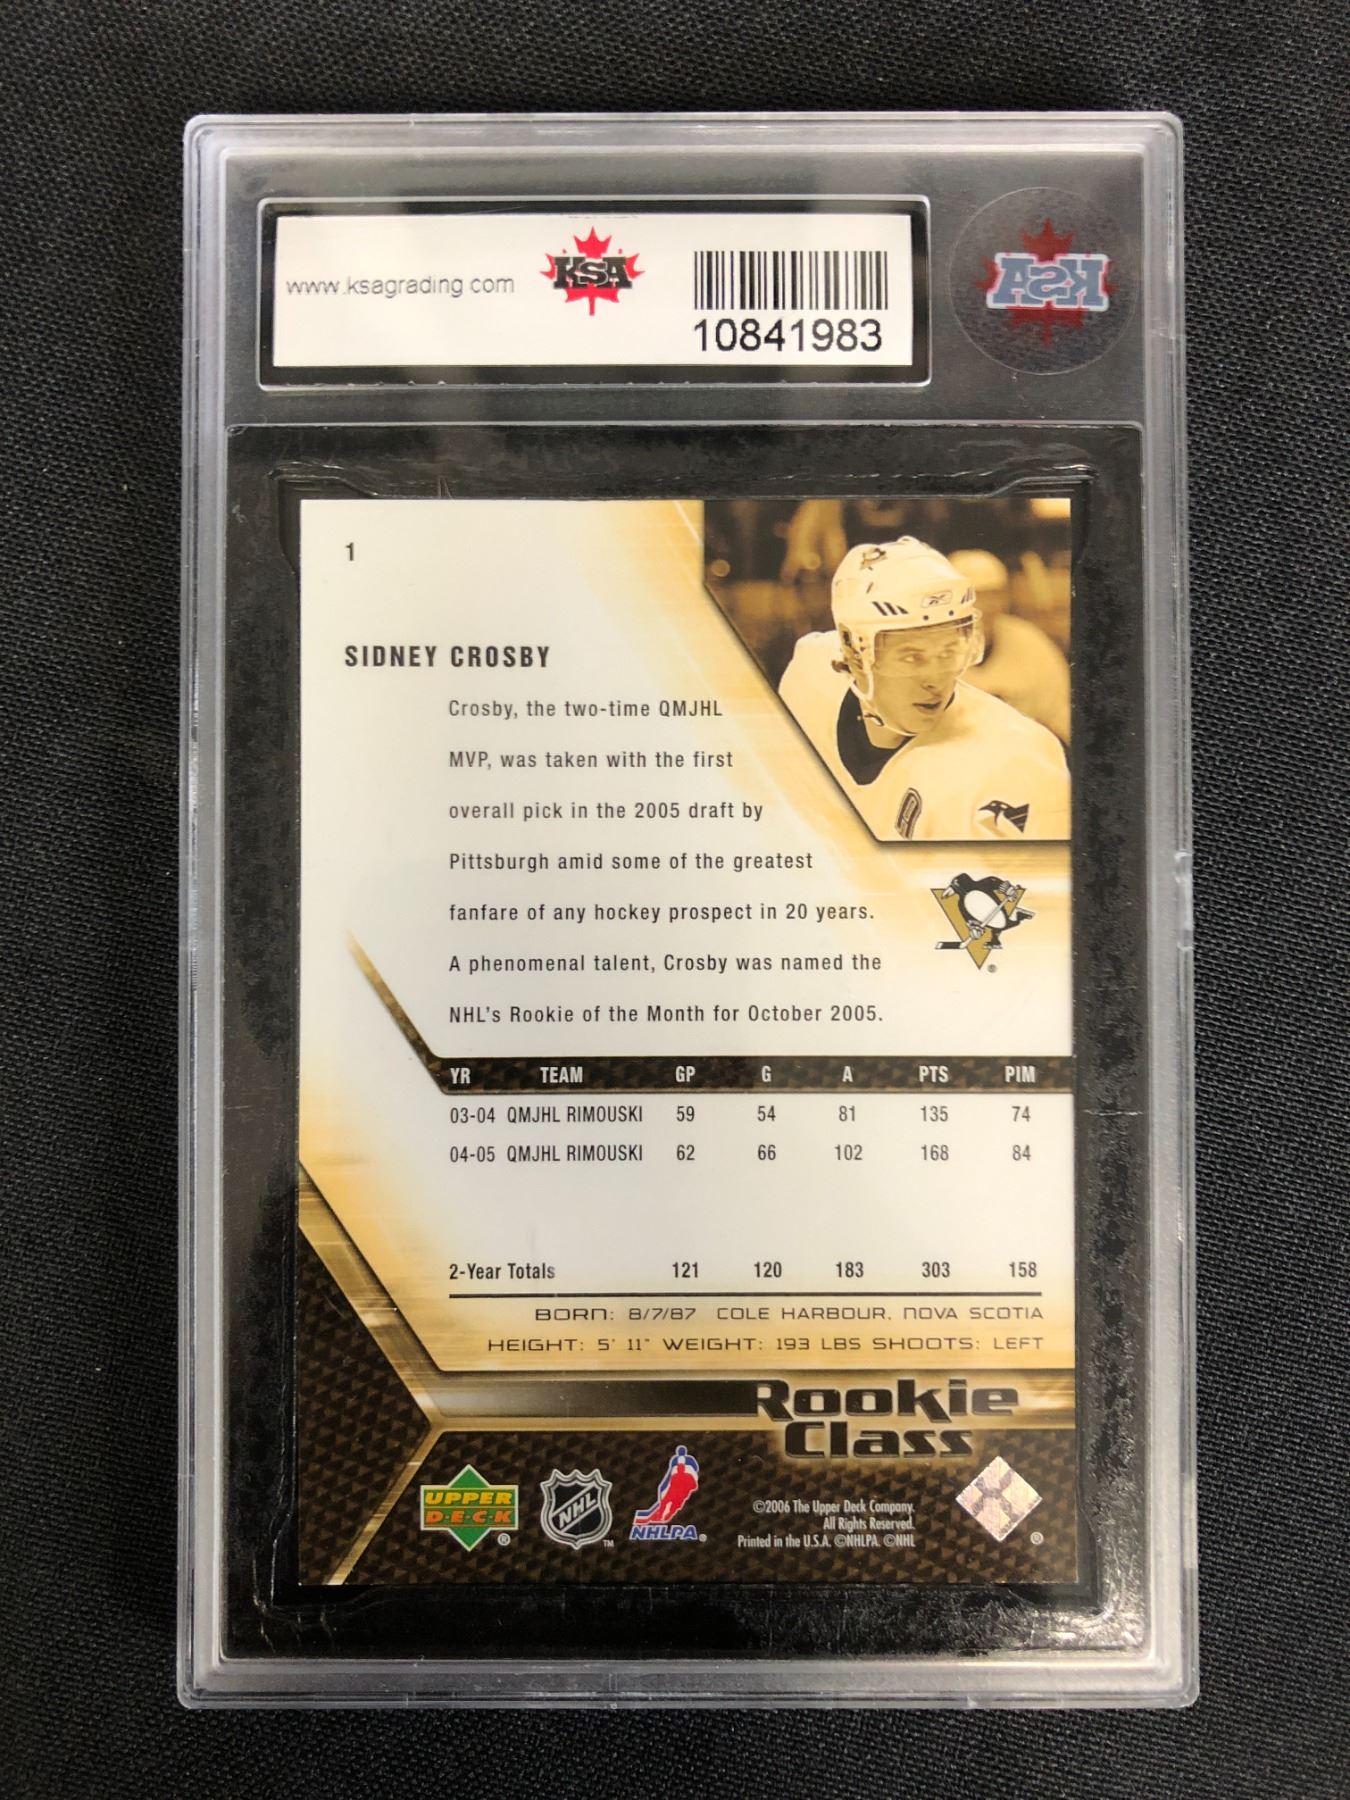 www.ksagrading.com
KSA
10841983
KSA
1
SIDNEY CROSBY
Crosby, the two-time QMJHL
MVP, was taken with the first
overall pick in the 2005 draft by
Pittsburgh amid some of the greatest
fanfare of any hockey prospect in 20 years.
A phenomenal talent, Crosby was named the
NHL's Rookie of the Month for October 2005.
YR TEAM GP G A PTS PIM
03-04 QMJHL RIMOUSKI 59 54 81 135 74
04-05 QMJHL RIMOUSKI 62 66 102 168 84
2-Year Totals 121 120 183 303 158
BORN: 8/7/87 COLE HARBOUR, NOVA SCOTIA
HEIGHT: 5' 11" WEIGHT: 193 LBS SHOOTS: LEFT
Rookie
Class
UPPER
D·E·C·K ®
NHL ™
NHLPA ®
©2006 The Upper Deck Company.
All Rights Reserved.
Printed in the U.S.A. ©NHLPA. ©NHL
®